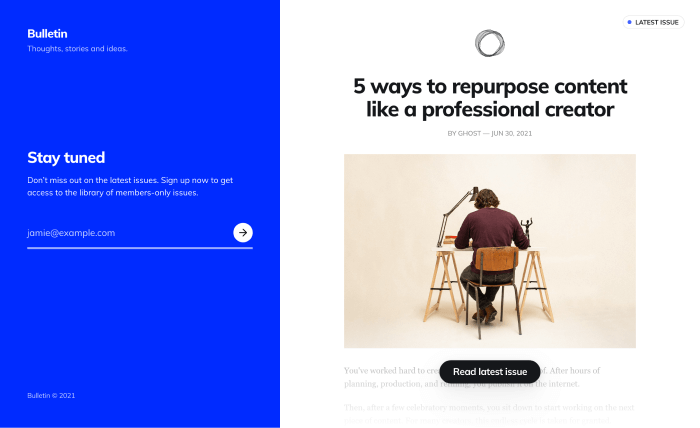 Bulletin
Thoughts, stories and ideas.
Stay tuned
Don't miss out on the latest issues. Sign up now to get
access to the library of members-only issues.
jamie@example.com
Bulletin © 2021
LATEST ISSUE
5 ways to repurpose content
like a professional creator
BY GHOST — JUN 30, 2021
You've worked hard to
of. After hours of
Read latest issue
planning, production, and
you publish it on the internet.
Then, after a few celebratory moments, you sit down to start working on the next